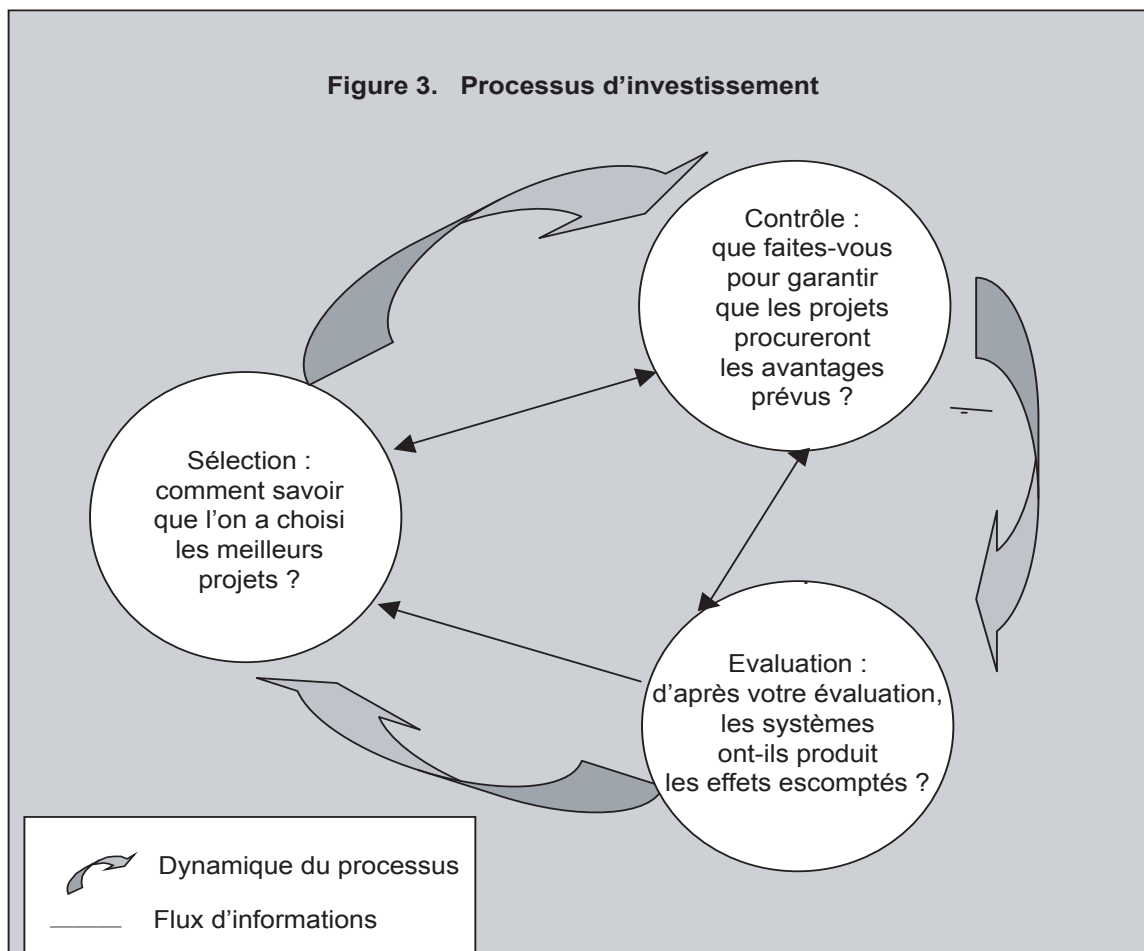 Figure 3. Processus d'investissement
Contrôle :
que faites-vous
pour garantir
que les projets
procureront
les avantages
prévus ?
Sélection :
comment savoir
que l'on a choisi
les meilleurs
projets ?
Evaluation :
d'après votre évaluation,
les systèmes
ont-ils produit
les effets escomptés ?
Dynamique du processus
Flux d'informations